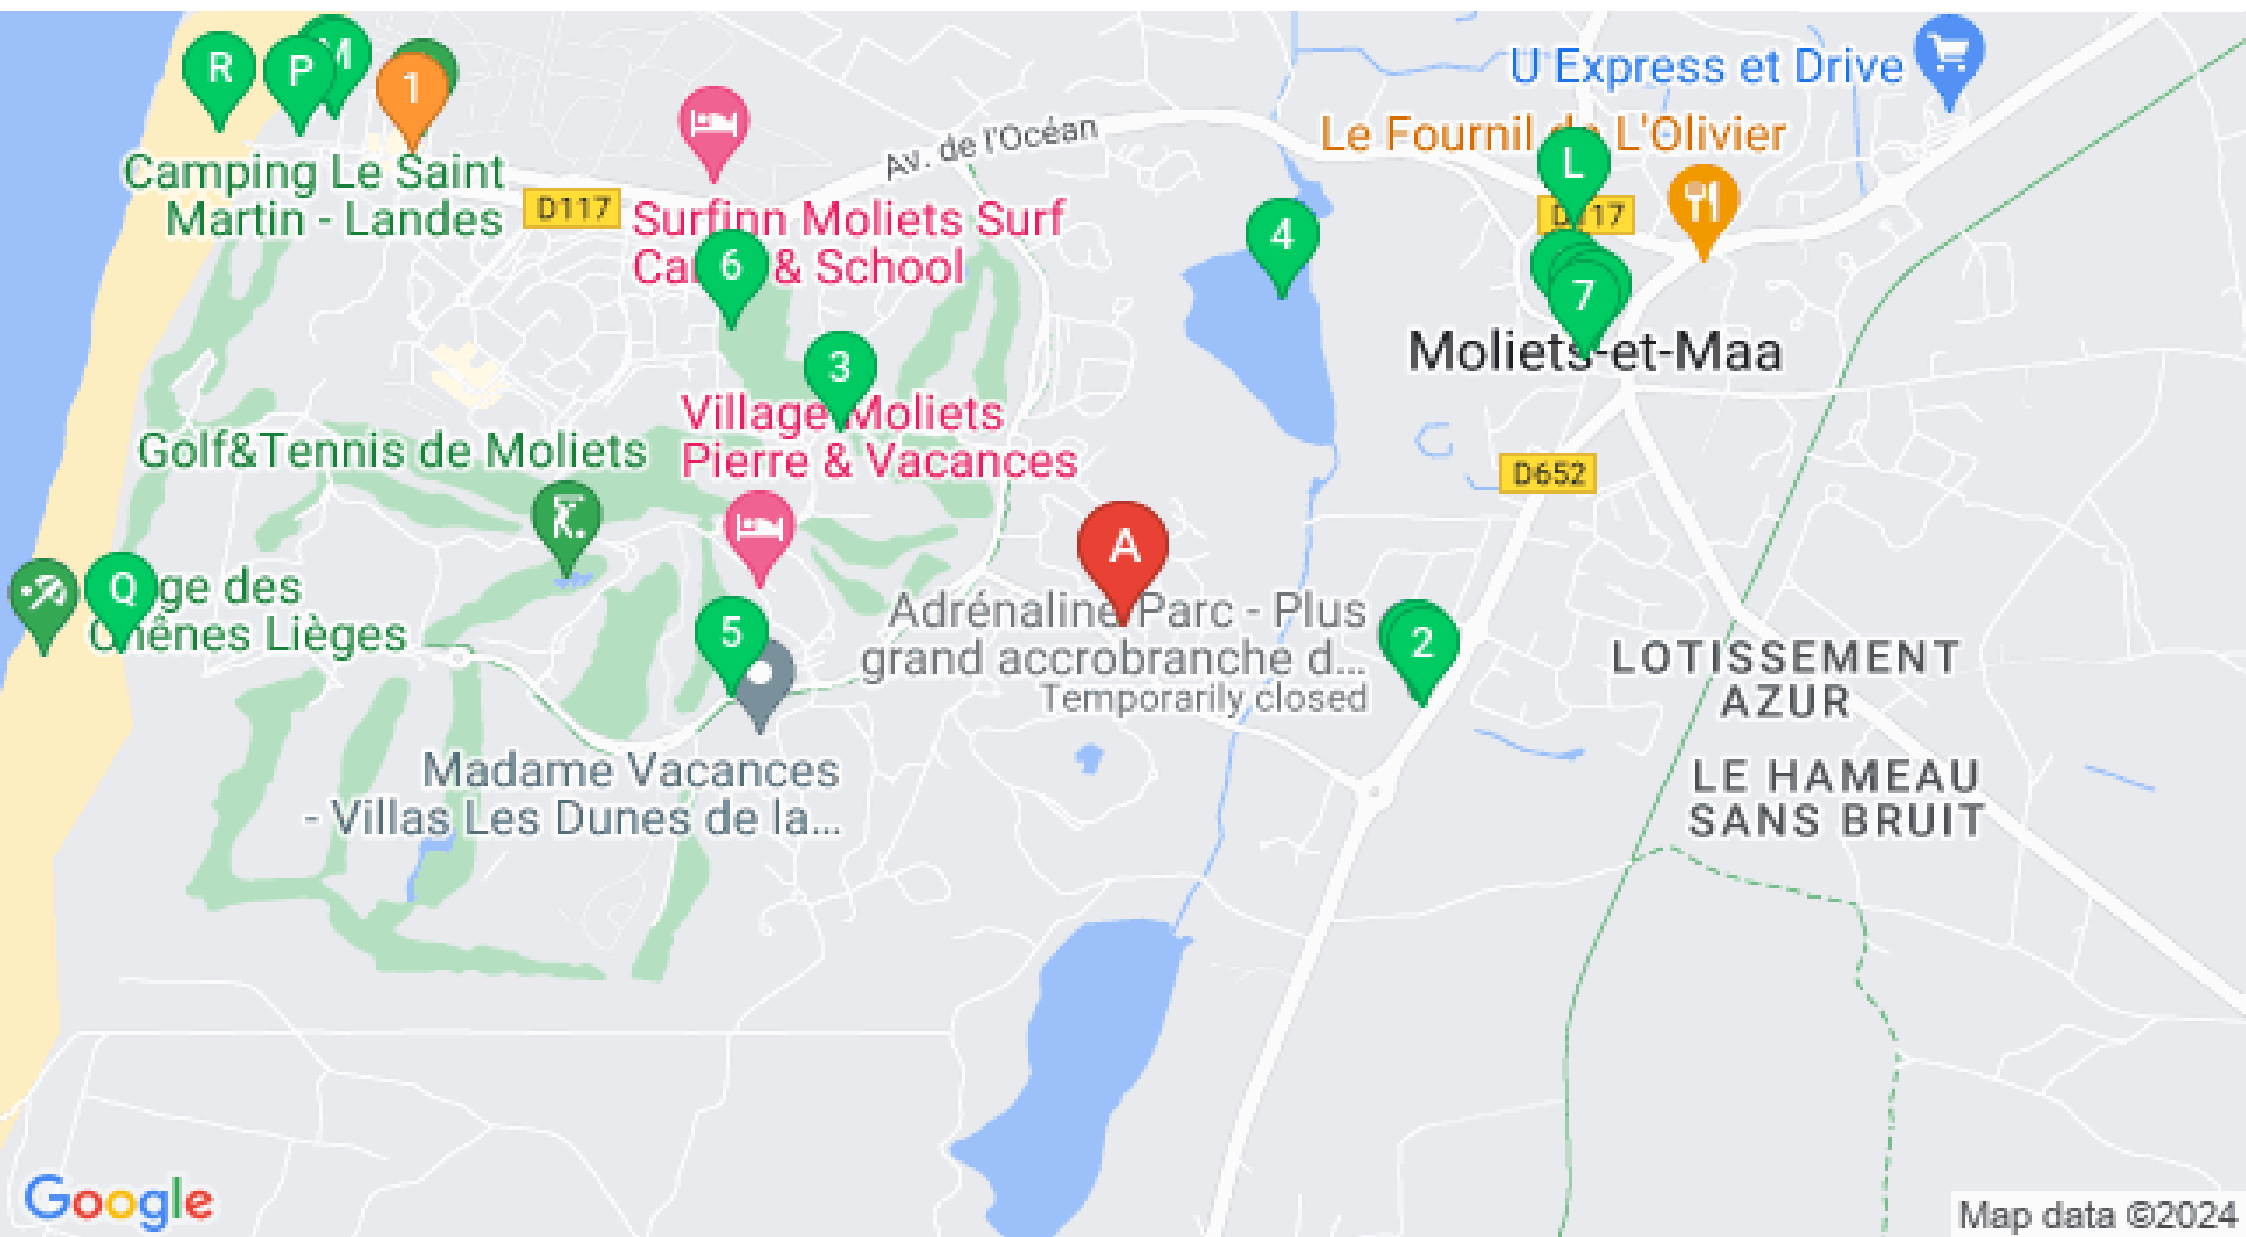 R
P
M
1
U Express et Drive
Av. de l'Océan
Le Fournil de L'Olivier
L
Camping Le Saint
Martin - Landes
D117
D117
Surfinn Moliets Surf
Camp & School
6
4
7
Moliets-et-Maa
3
Village Moliets
Pierre & Vacances
Golf&Tennis de Moliets
D652
A
Q
ge des
Chênes Lièges
5
2
Adrénaline Parc - Plus
grand accrobranche d...
Temporarily closed
LOTISSEMENT
AZUR
Madame Vacances
- Villas Les Dunes de la...
LE HAMEAU
SANS BRUIT
Google
Map data ©2024